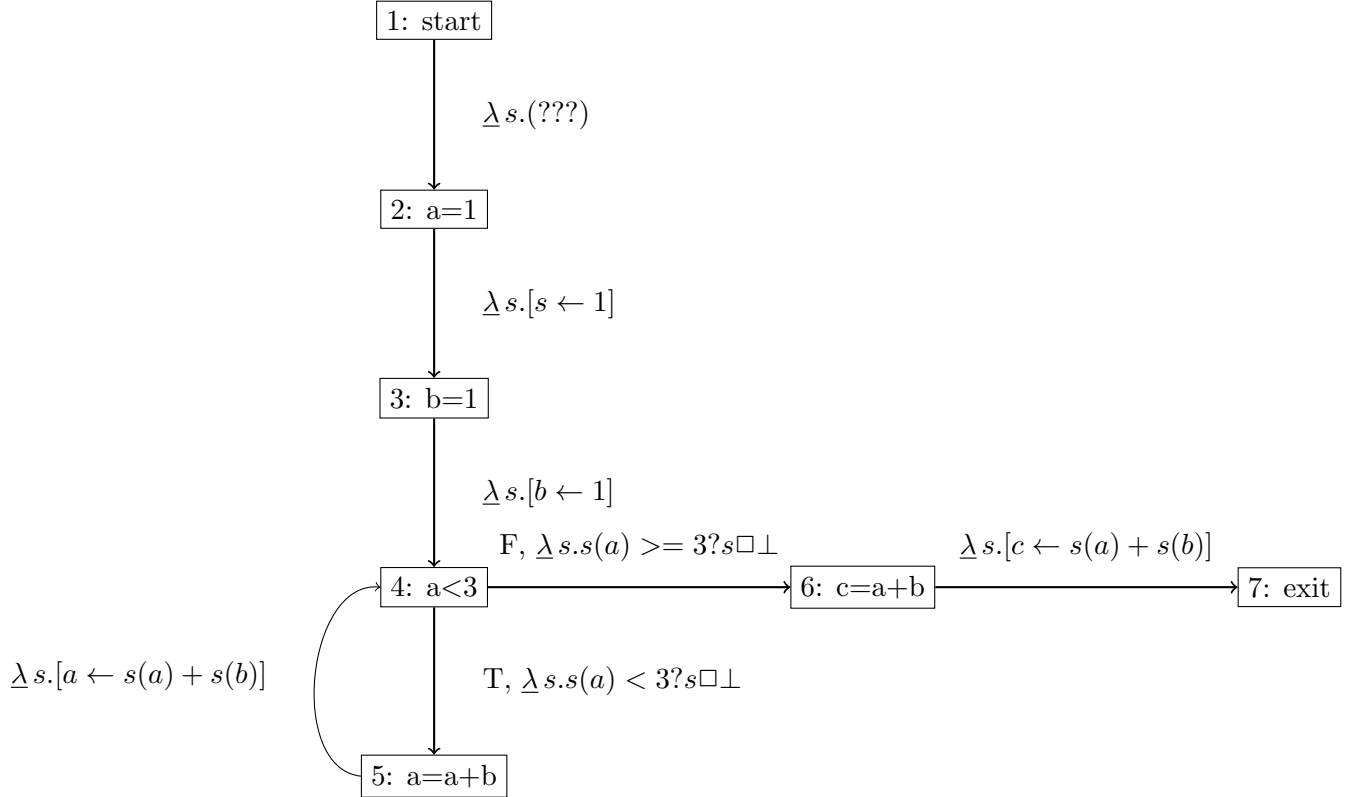 1: start
λ s.(???)
2: a=1
λ s.[s ← 1]
3: b=1
λ s.[b ← 1]
F, λ s.s(a) >= 3?s□⊥
λ s.[c ← s(a) + s(b)]
4: a<3
6: c=a+b
7: exit
λ s.[a ← s(a) + s(b)]
T, λ s.s(a) < 3?s□⊥
5: a=a+b